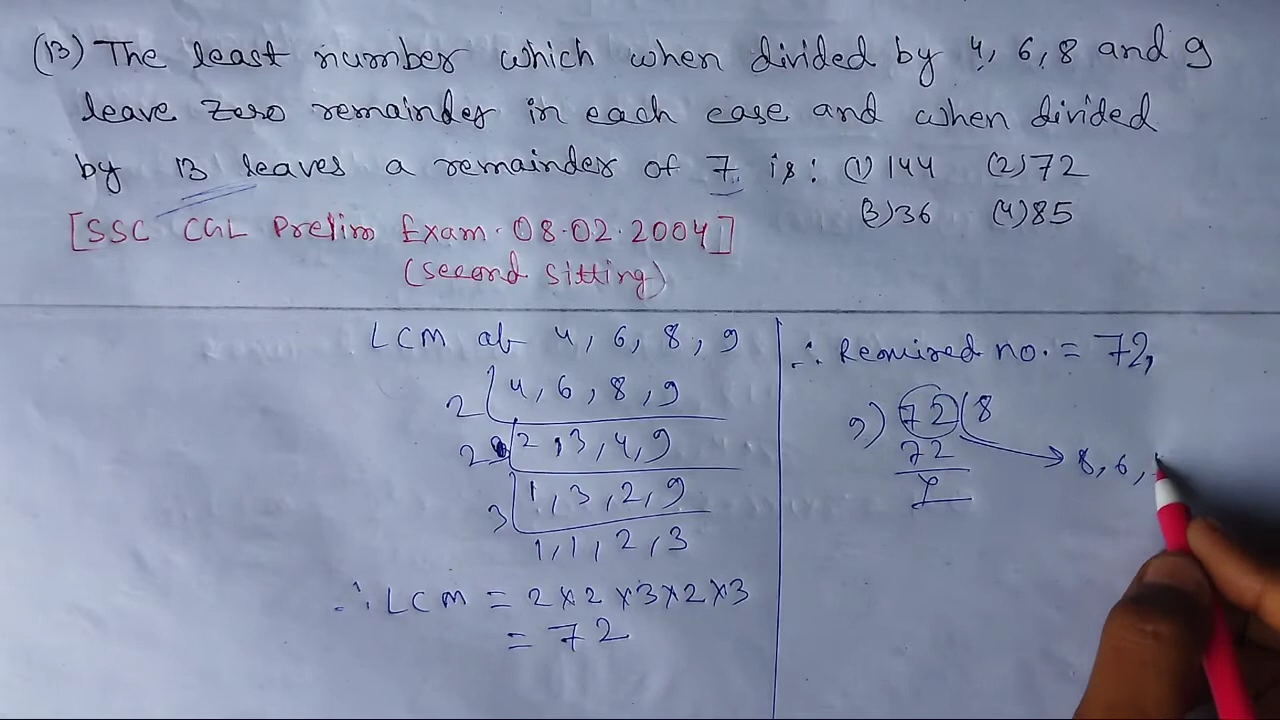 (13) The least number which when divided by 4, 6, 8 and 9
leave zero remainder in each case and when divided
by 13 leaves a remainder of 7 is: (1) 144 (2) 72
(3) 36 (4) 85
[SSC CGL Prelim Exam. 08.02.2004]
(second sitting)
LCM of 4, 6, 8, 9
2 4, 6, 8, 9
2 2, 3, 4, 9
3 1, 3, 2, 9
1, 1, 2, 3
∴ LCM = 2×2×3×2×3
= 72
∴ Required no. = 72,
9) 72 (8
72
8, 6,